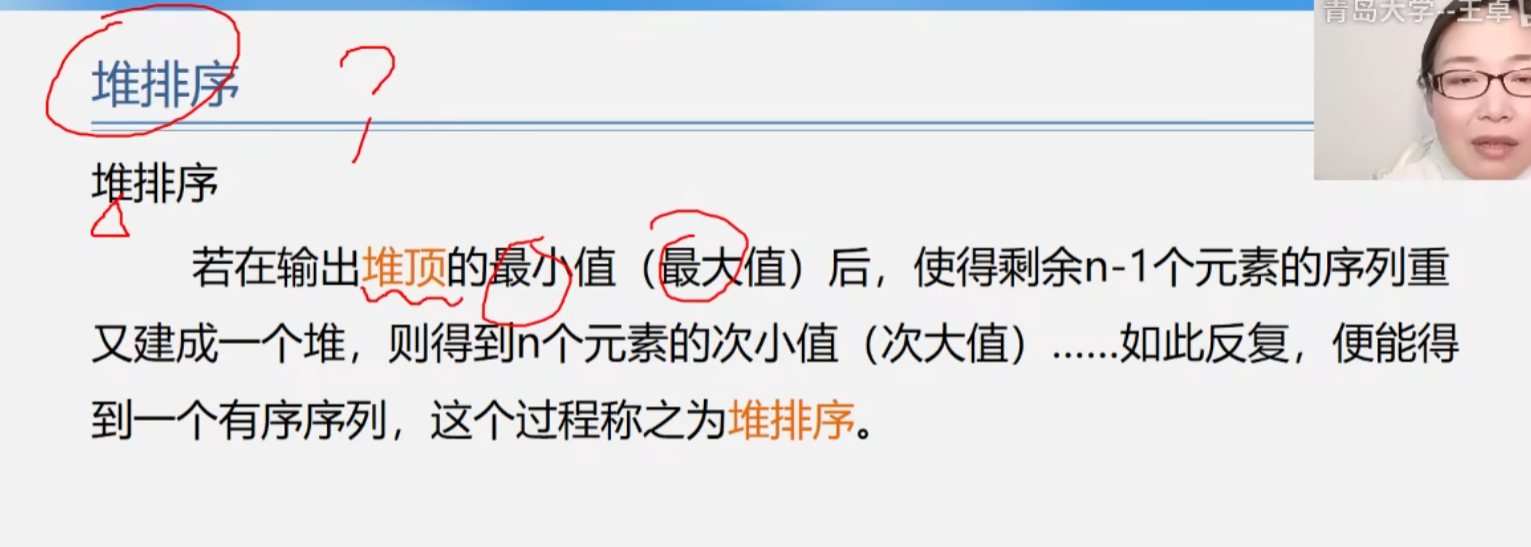 青岛大学--王卓
堆排序
堆排序
若在输出堆顶的最小值（最大值）后，使得剩余n-1个元素的序列重
又建成一个堆，则得到n个元素的次小值（次大值）……如此反复，便能得
到一个有序序列，这个过程称之为堆排序。